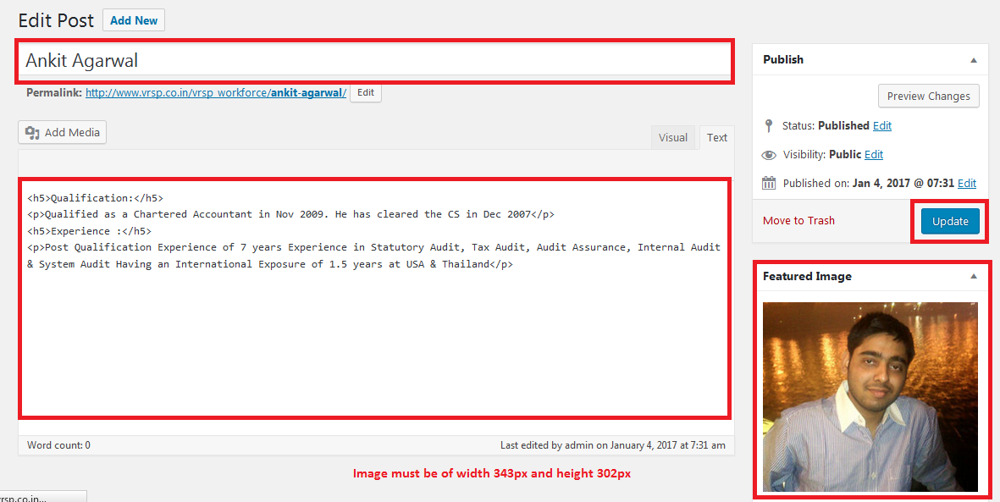 Edit Post Add New
Ankit Agarwal
Permalink: http://www.vrsp.co.in/vrsp_workforce/ankit-agarwal/ Edit
Add Media
Visual Text
<h5>Qualification:</h5>
<p>Qualified as a Chartered Accountant in Nov 2009. He has cleared the CS in Dec 2007</p>
<h5>Experience :</h5>
<p>Post Qualification Experience of 7 years Experience in Statutory Audit, Tax Audit, Audit Assurance, Internal Audit
& System Audit Having an International Exposure of 1.5 years at USA & Thailand</p>
Word count: 0 Last edited by admin on January 4, 2017 at 7:31 am
Image must be of width 343px and height 302px
Publish
Preview Changes
Status: Published Edit
Visibility: Public Edit
Published on: Jan 4, 2017 @ 07:31 Edit
Move to Trash Update
Featured Image
vrsp.co.in...